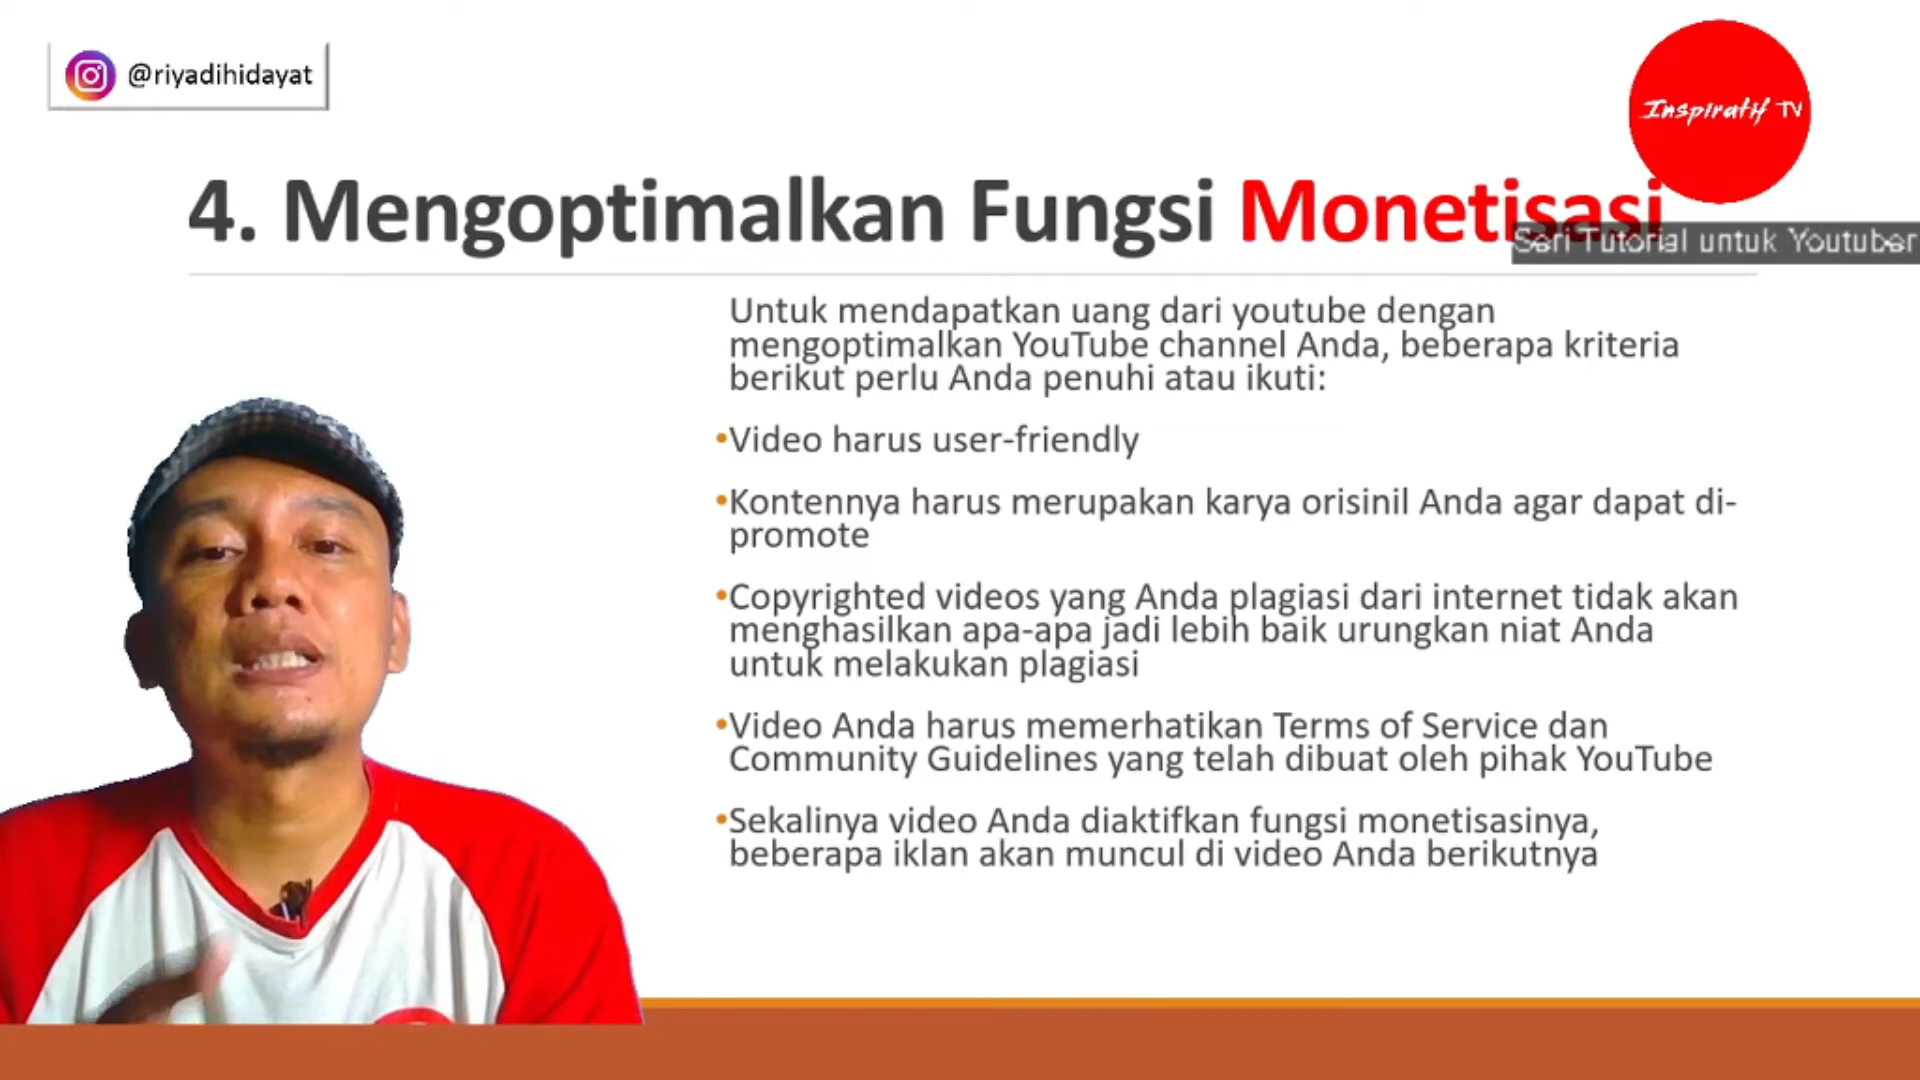 @riyadihidayat
Inspiratif TV
4. Mengoptimalkan Fungsi Monetisasi
Seri Tutorial untuk Youtuber
Untuk mendapatkan uang dari youtube dengan
mengoptimalkan YouTube channel Anda, beberapa kriteria
berikut perlu Anda penuhi atau ikuti:
•Video harus user-friendly
•Kontennya harus merupakan karya orisinil Anda agar dapat di-
promote
•Copyrighted videos yang Anda plagiasi dari internet tidak akan
menghasilkan apa-apa jadi lebih baik urungkan niat Anda
untuk melakukan plagiasi
•Video Anda harus memerhatikan Terms of Service dan
Community Guidelines yang telah dibuat oleh pihak YouTube
•Sekalinya video Anda diaktifkan fungsi monetisasinya,
beberapa iklan akan muncul di video Anda berikutnya